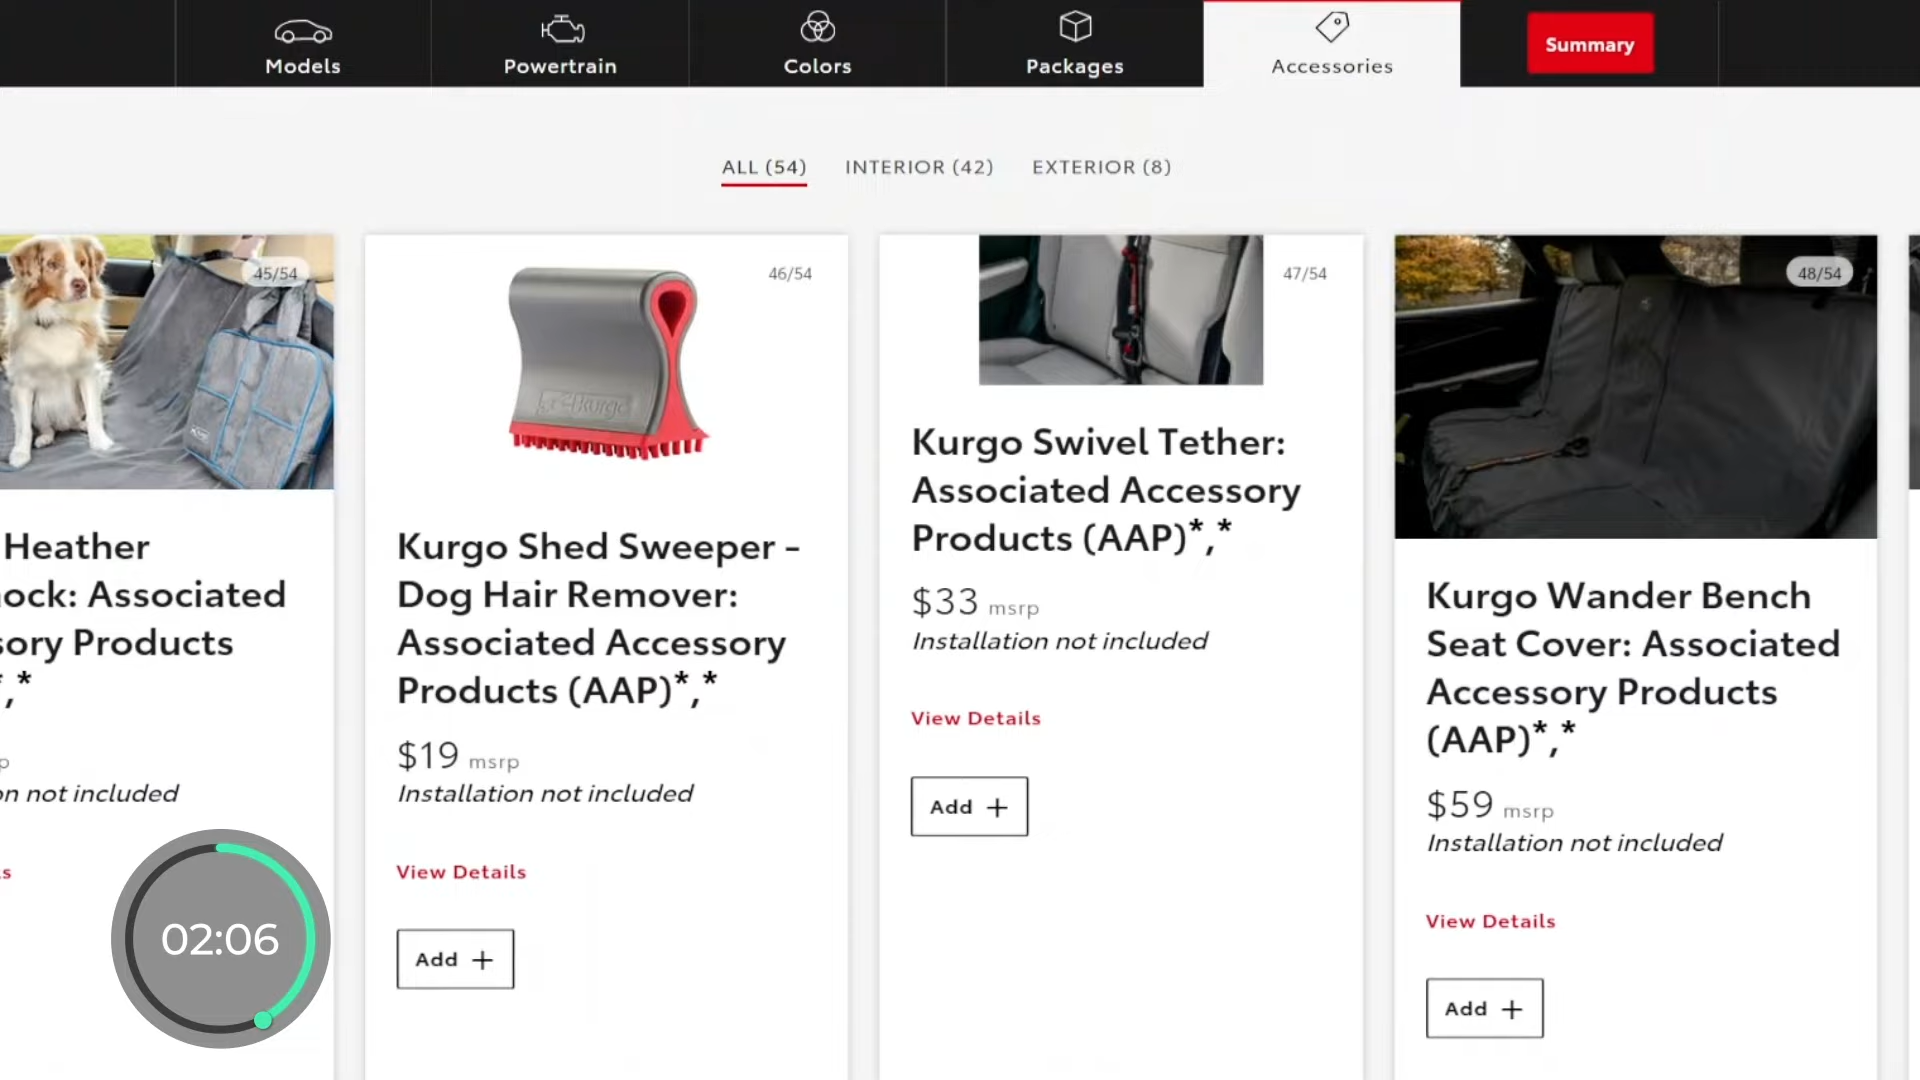 Models
Powertrain
Colors
Packages
Accessories
Summary
ALL (54)
INTERIOR (42)
EXTERIOR (8)
45/54
Heather
ock: Associated
sory Products
*,*
p
on not included
s
46/54
Kurgo
Kurgo Shed Sweeper -
Dog Hair Remover:
Associated Accessory
Products (AAP)*,*
$19 msrp
Installation not included
View Details
Add +
47/54
Kurgo Swivel Tether:
Associated Accessory
Products (AAP)*,*
$33 msrp
Installation not included
View Details
Add +
48/54
Kurgo Wander Bench
Seat Cover: Associated
Accessory Products
(AAP)*,*
$59 msrp
Installation not included
View Details
Add +
02:06